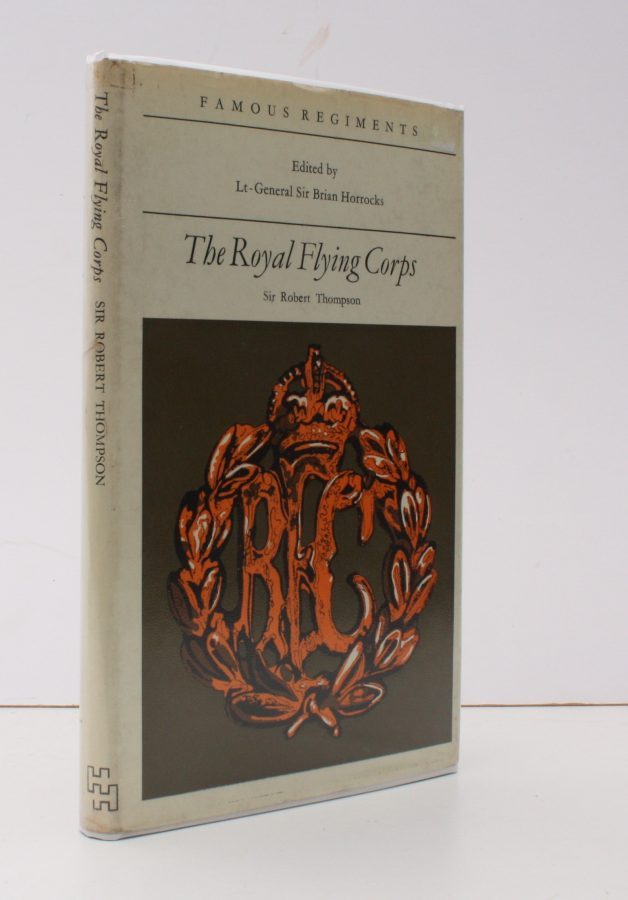 FAMOUS REGIMENTS
Edited by
Lt-General Sir Brian Horrocks
The Royal Flying Corps
Sir Robert Thompson
RFC
The Royal Flying Corps SIR ROBERT THOMPSON